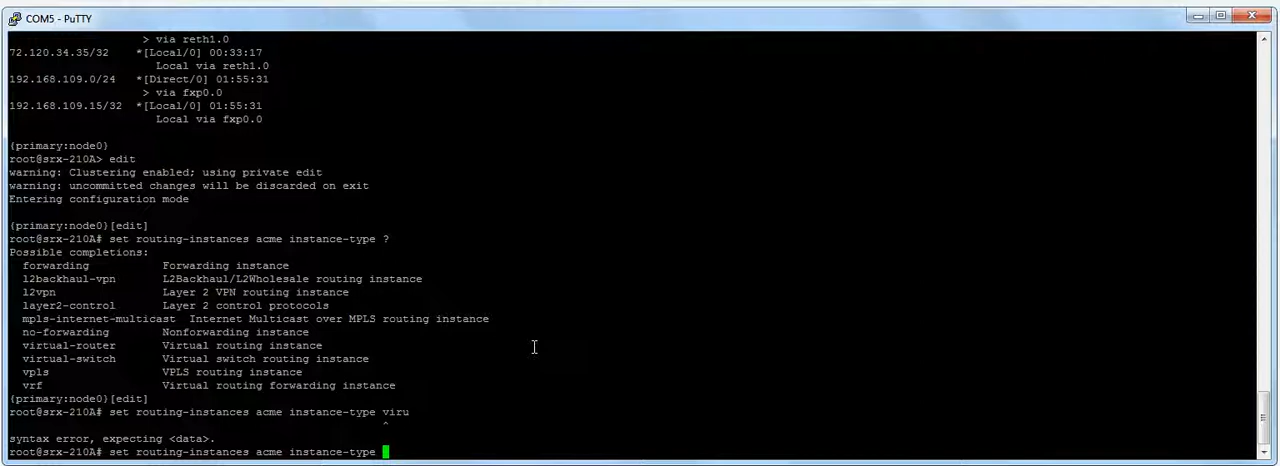 COM5 - PuTTY
> via reth1.0
72.120.34.35/32 *[Local/0] 00:33:17
Local via reth1.0
192.168.109.0/24 *[Direct/0] 01:55:31
> via fxp0.0
192.168.109.15/32 *[Local/0] 01:55:31
Local via fxp0.0
{primary:node0}
root@srx-210A> edit
warning: Clustering enabled; using private edit
warning: uncommitted changes will be discarded on exit
Entering configuration mode
{primary:node0}[edit]
root@srx-210A# set routing-instances acme instance-type ?
Possible completions:
forwarding Forwarding instance
l2backhaul-vpn L2Backhaul/L2Wholesale routing instance
l2vpn Layer 2 VPN routing instance
layer2-control Layer 2 control protocols
mpls-internet-multicast Internet Multicast over MPLS routing instance
no-forwarding Nonforwarding instance
virtual-router Virtual routing instance
virtual-switch Virtual switch routing instance
vpls VPLS routing instance
vrf Virtual routing forwarding instance
{primary:node0}[edit]
root@srx-210A# set routing-instances acme instance-type viru
^
syntax error, expecting <data>.
root@srx-210A# set routing-instances acme instance-type